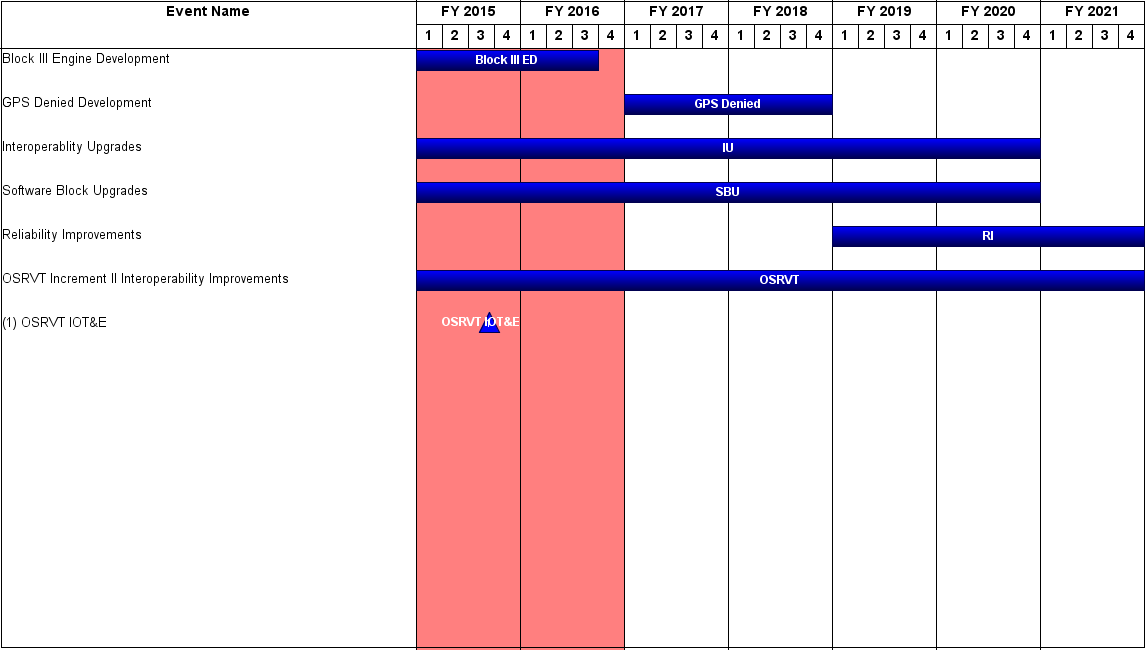 Event Name FY 2015 FY 2016 FY 2017 FY 2018 FY 2019 FY 2020 FY 2021
1 2 3 4 1 2 3 4 1 2 3 4 1 2 3 4 1 2 3 4 1 2 3 4 1 2 3 4
Block III Engine Development Block III ED
GPS Denied Development GPS Denied
Interoperablity Upgrades IU
Software Block Upgrades SBU
Reliability Improvements RI
OSRVT Increment II Interoperability Improvements OSRVT
(1) OSRVT IOT&E OSRVT IOT&E